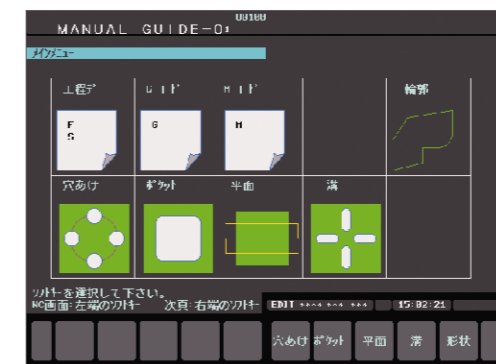 00100
MANUAL GUIDE-0i
メインメニュー
工程デ Gコード Mコード 輪郭
F G M
S
穴あけ ポケット 平面 溝
ソフトキーを選択して下さい。
NC画面:左端のソフトキー 次頁:右端のソフトキー EDIT **** *** *** 15:02:21
穴あけ ポケット 平面 溝 形状